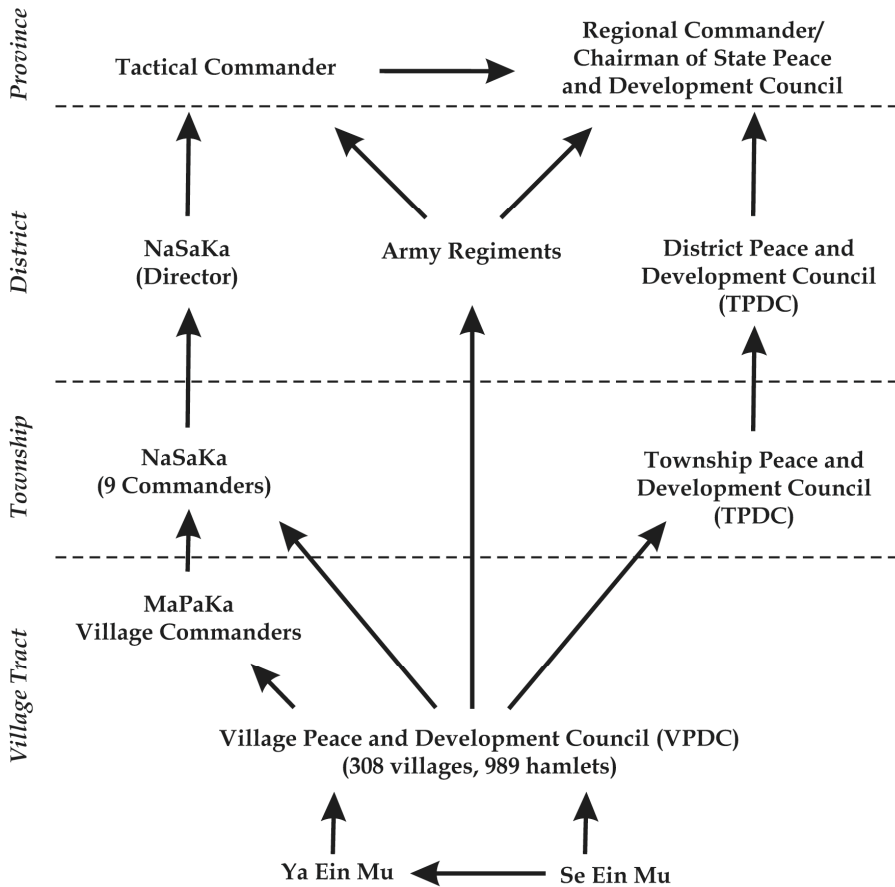 Province
Tactical Commander
Regional Commander/
Chairman of State Peace
and Development Council
District
NaSaKa
(Director)
Army Regiments
District Peace and
Development Council
(TPDC)
Township
NaSaKa
(9 Commanders)
Township Peace and
Development Council
(TPDC)
Village Tract
MaPaKa
Village Commanders
Village Peace and Development Council (VPDC)
(308 villages, 989 hamlets)
Ya Ein Mu
Se Ein Mu